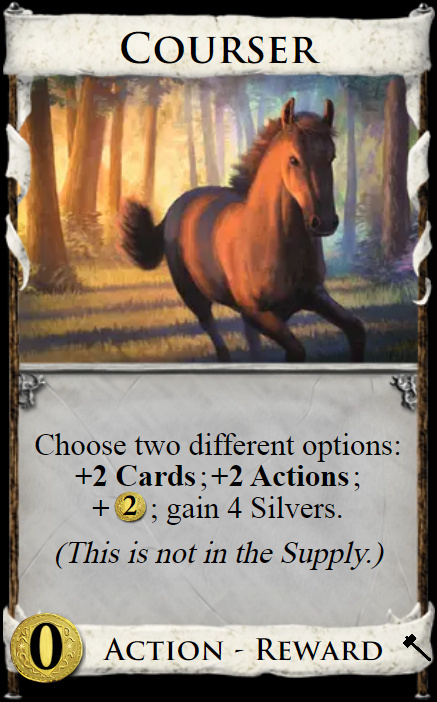 COURSER
Choose two different options:
+2 Cards; +2 Actions;
+2; gain 4 Silvers.
(This is not in the Supply.)
0 ACTION - REWARD